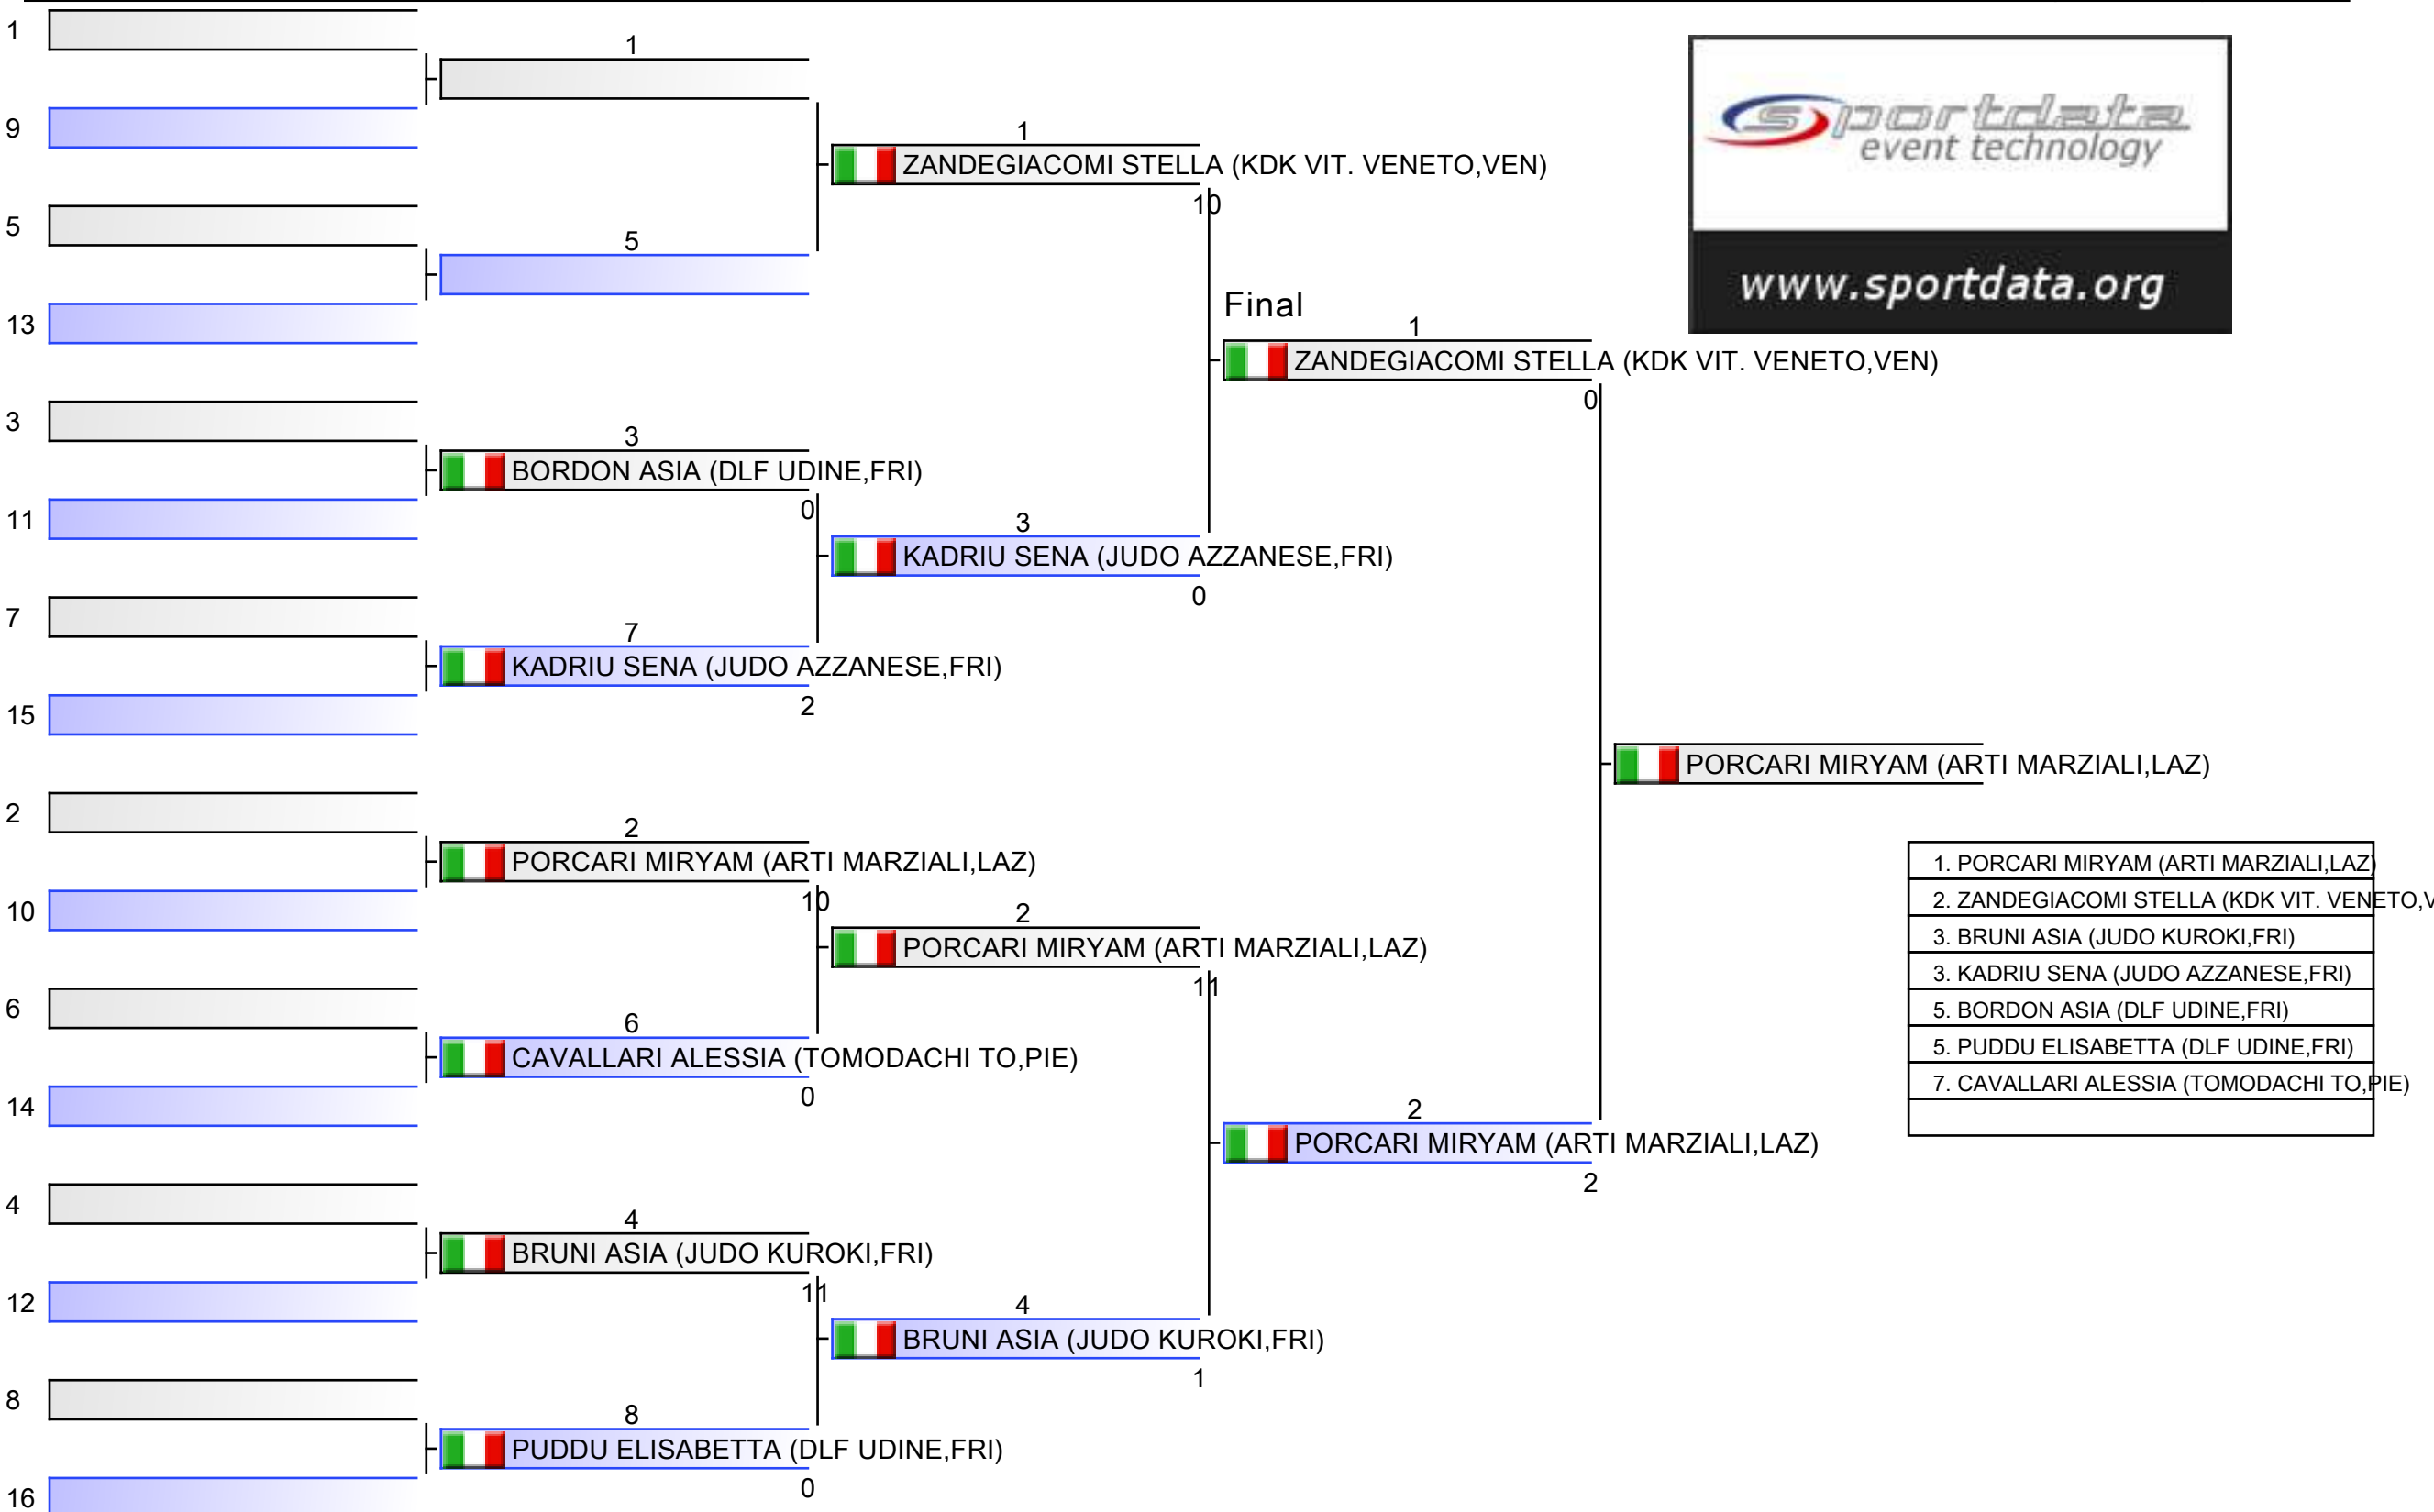 1
1
9
1
ZANDEGIACOMI STELLA (KDK VIT. VENETO,VEN)
10
5
5
13
sportdata
event technology
www.sportdata.org
Final
1
ZANDEGIACOMI STELLA (KDK VIT. VENETO,VEN)
0
3
3
BORDON ASIA (DLF UDINE,FRI)
0
11
3
KADRIU SENA (JUDO AZZANESE,FRI)
0
7
7
KADRIU SENA (JUDO AZZANESE,FRI)
2
15
PORCARI MIRYAM (ARTI MARZIALI,LAZ)
2
2
PORCARI MIRYAM (ARTI MARZIALI,LAZ)
10
10
2
PORCARI MIRYAM (ARTI MARZIALI,LAZ)
11
6
6
CAVALLARI ALESSIA (TOMODACHI TO,PIE)
0
14
2
PORCARI MIRYAM (ARTI MARZIALI,LAZ)
2
4
4
BRUNI ASIA (JUDO KUROKI,FRI)
11
12
4
BRUNI ASIA (JUDO KUROKI,FRI)
1
8
8
PUDDU ELISABETTA (DLF UDINE,FRI)
0
16
1. PORCARI MIRYAM (ARTI MARZIALI,LAZ)
2. ZANDEGIACOMI STELLA (KDK VIT. VENETO,V
3. BRUNI ASIA (JUDO KUROKI,FRI)
3. KADRIU SENA (JUDO AZZANESE,FRI)
5. BORDON ASIA (DLF UDINE,FRI)
5. PUDDU ELISABETTA (DLF UDINE,FRI)
7. CAVALLARI ALESSIA (TOMODACHI TO,PIE)